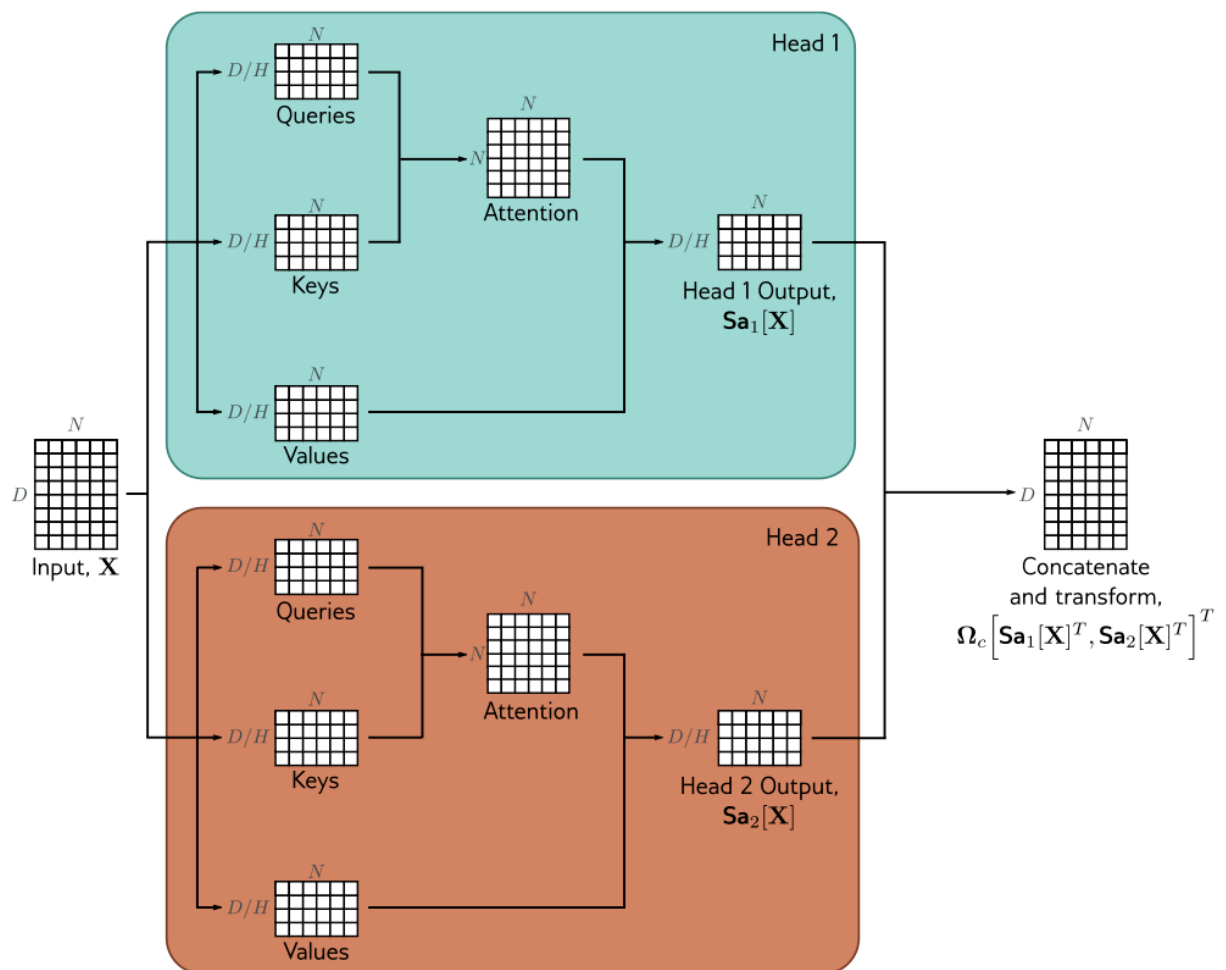 Head 1
N
D/H
Queries
N
N
Attention
N
D/H
Keys
N
D/H
Head 1 Output,
Sa₁[X]
N
D/H
Values
N
D
Input, X
Head 2
N
D/H
Queries
N
N
Attention
N
D/H
Keys
D/H
Head 2 Output,
Sa₂[X]
N
D/H
Values
N
D
Concatenate
and transform,
Ω_c[Sa₁[X]ᵀ, Sa₂[X]ᵀ]ᵀ